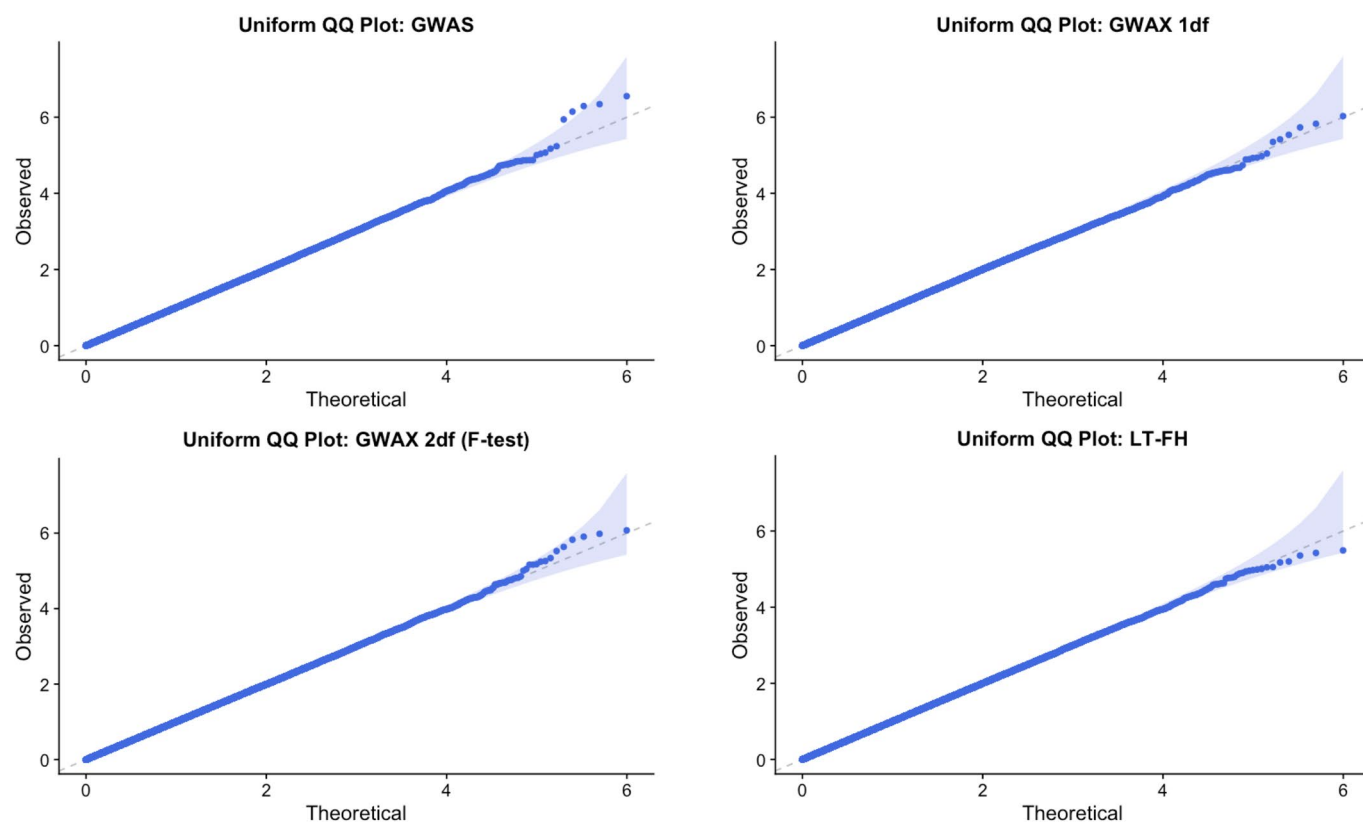 Uniform QQ Plot: GWAS
Observed
6
4
2
0
0 2 4 6
Theoretical
Uniform QQ Plot: GWAX 1df
Observed
6
4
2
0
0 2 4 6
Theoretical
Uniform QQ Plot: GWAX 2df (F-test)
Observed
6
4
2
0
0 2 4 6
Theoretical
Uniform QQ Plot: LT-FH
Observed
6
4
2
0
0 2 4 6
Theoretical